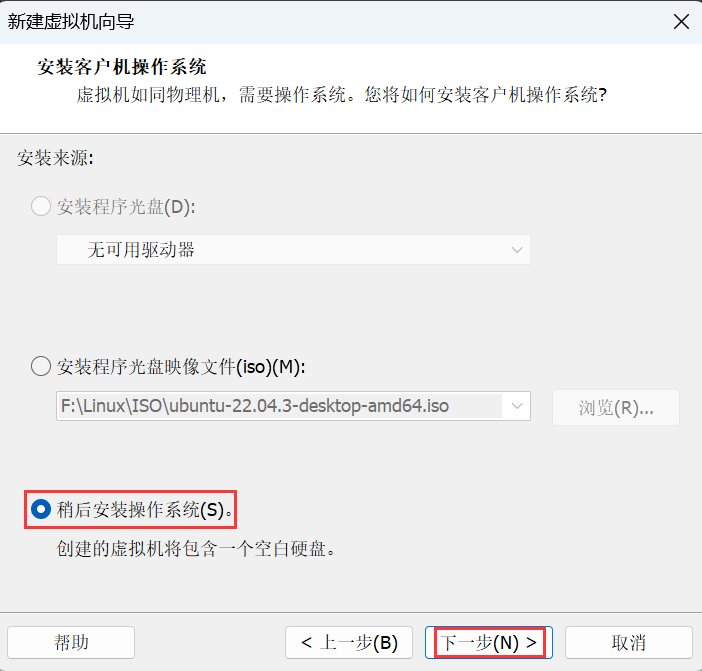 新建虚拟机向导
安装客户机操作系统
虚拟机如同物理机，需要操作系统。您将如何安装客户机操作系统?
安装来源:
安装程序光盘(D):
无可用驱动器
安装程序光盘映像文件(iso)(M):
F:\Linux\ISO\ubuntu-22.04.3-desktop-amd64.iso
浏览(R)...
稍后安装操作系统(S)。
创建的虚拟机将包含一个空白硬盘。
帮助
< 上一步(B)
下一步(N) >
取消